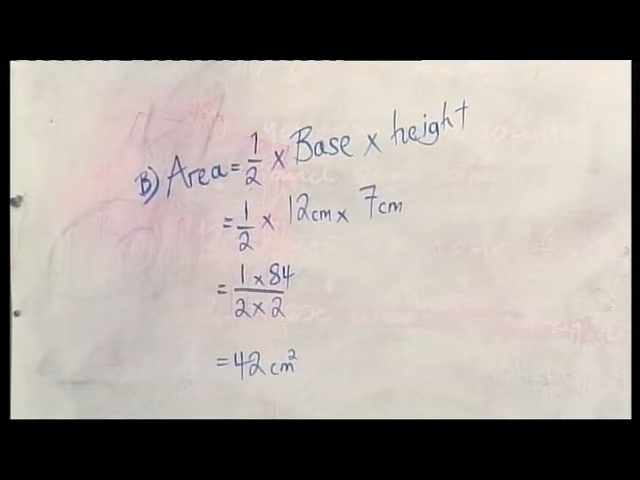 B) Area = 1/2 × Base × height
= 1/2 × 12cm × 7cm
= 1 × 84 / 2 × 2
= 42 cm²